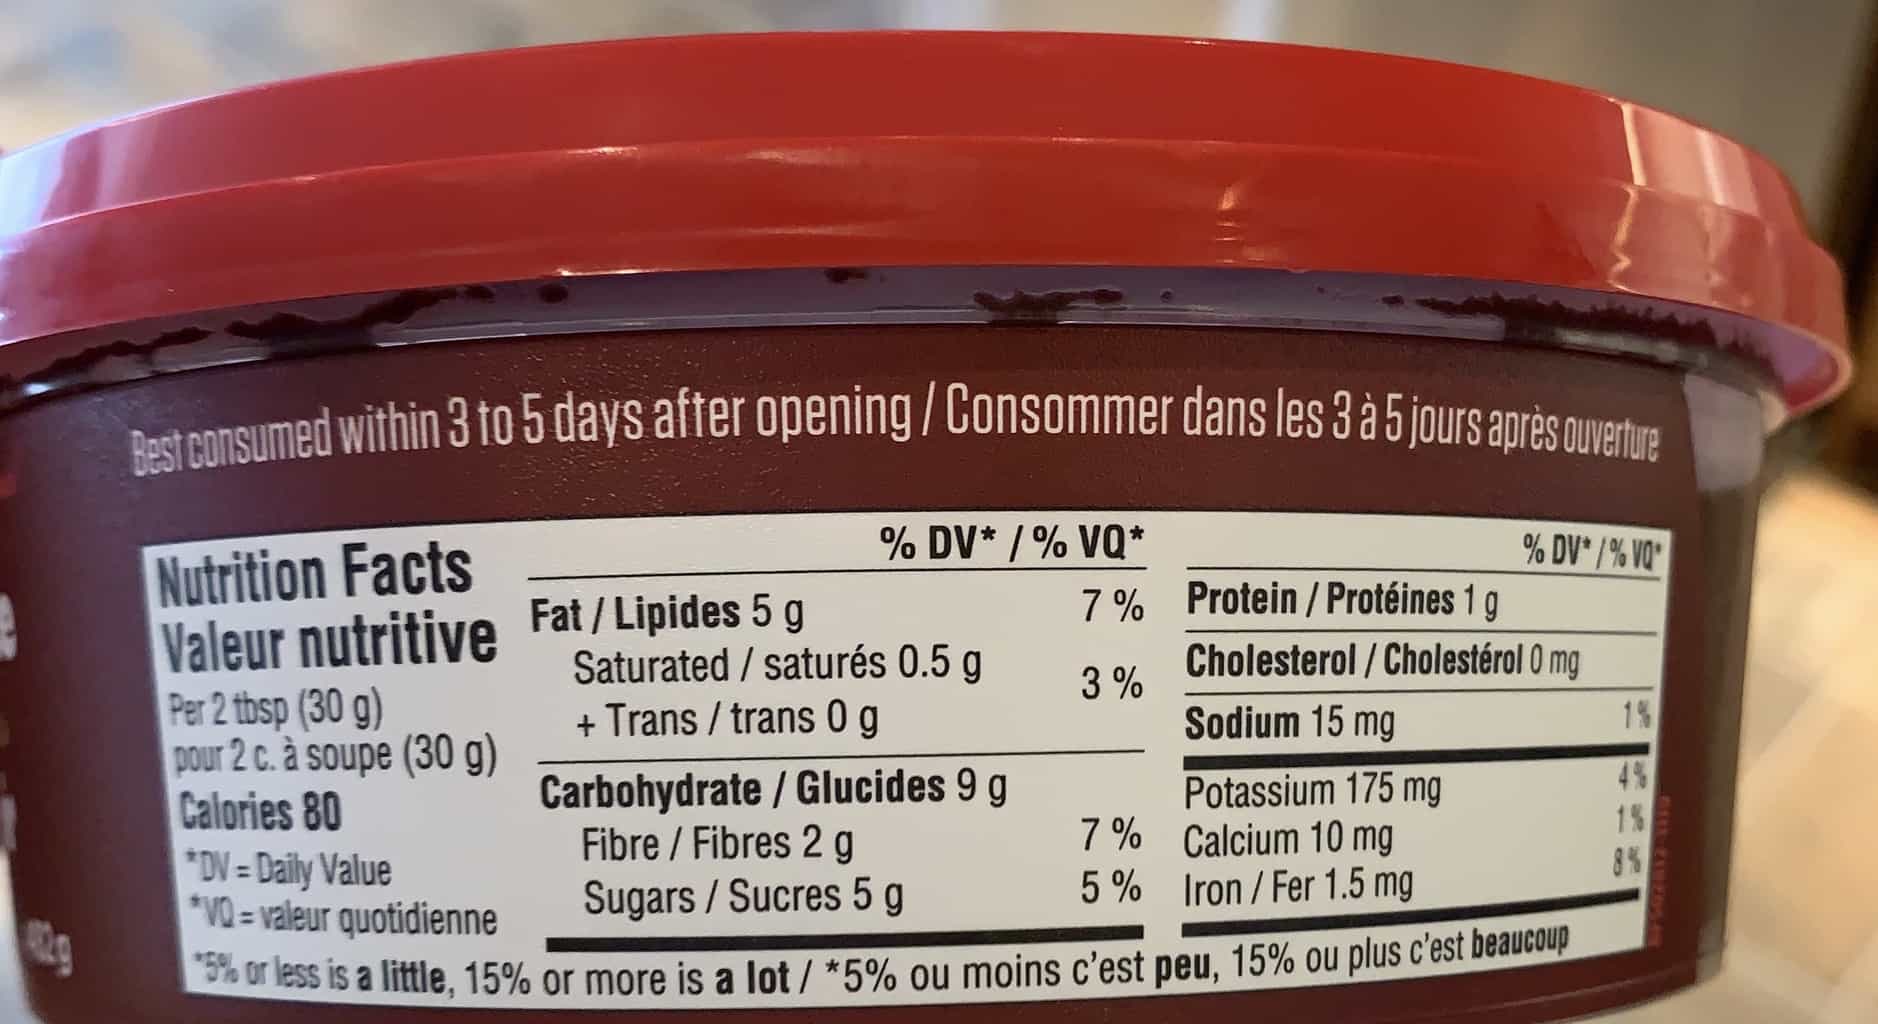 Best consumed within 3 to 5 days after opening / Consommer dans les 3 à 5 jours après ouverture
Nutrition Facts
Valeur nutritive
Per 2 tbsp (30 g)
pour 2 c. à soupe (30 g)
Calories 80
*DV = Daily Value
*VQ = valeur quotidienne
% DV* / % VQ*
Fat / Lipides 5 g 7 %
Saturated / saturés 0.5 g
+ Trans / trans 0 g 3 %
Carbohydrate / Glucides 9 g
Fibre / Fibres 2 g 7 %
Sugars / Sucres 5 g 5 %
% DV* / % VQ*
Protein / Protéines 1 g
Cholesterol / Cholestérol 0 mg
Sodium 15 mg 1 %
Potassium 175 mg 4 %
Calcium 10 mg 1 %
Iron / Fer 1.5 mg 8 %
*5% or less is a little, 15% or more is a lot / *5% ou moins c'est peu, 15% ou plus c'est beaucoup